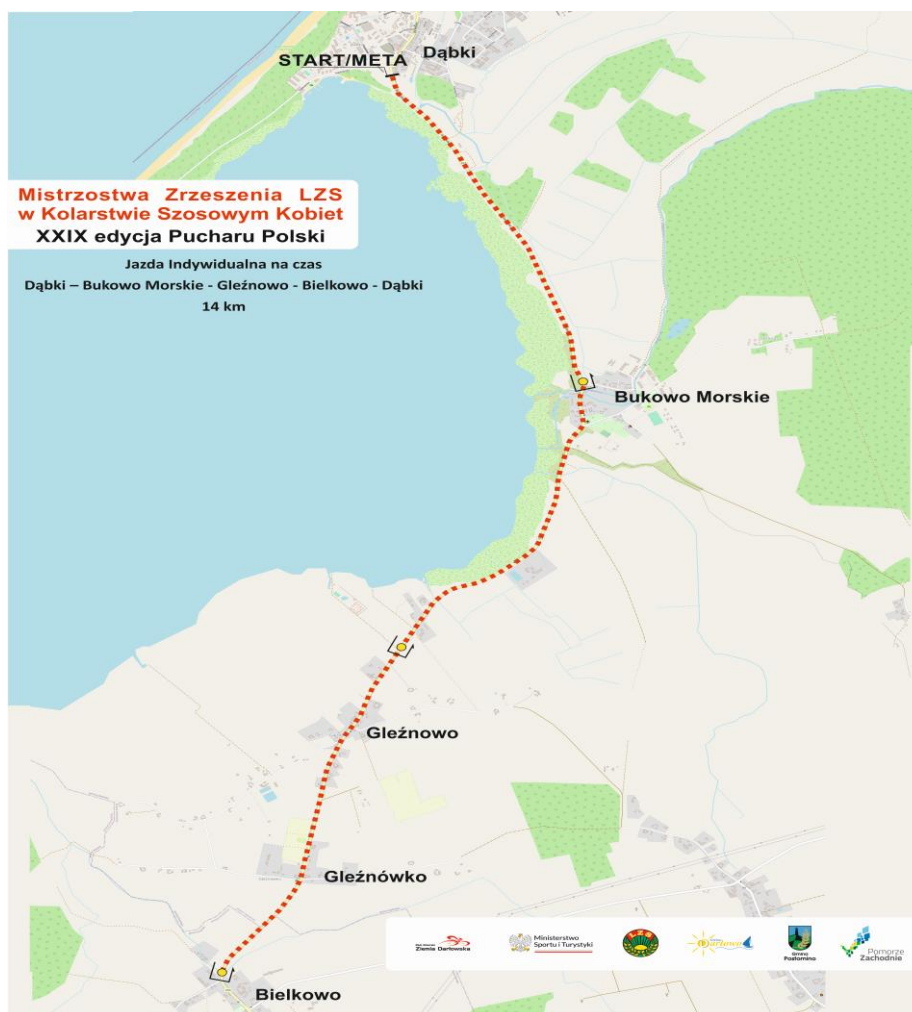 Dąbki
START/META
Mistrzostwa Zrzeszenia LZS
w Kolarstwie Szosowym Kobiet
XXIX edycja Pucharu Polski
Jazda Indywidualna na czas
Dąbki – Bukowo Morskie - Gleźnowo - Bielkowo - Dąbki
14 km
Bukowo Morskie
Gleźnowo
Gleźnówko
Bielkowo
Ziemia Darłowska
Ministerstwo
Sportu i Turystyki
LZS
Darłowo
Gmina
Postomino
Pomorze
Zachodnie